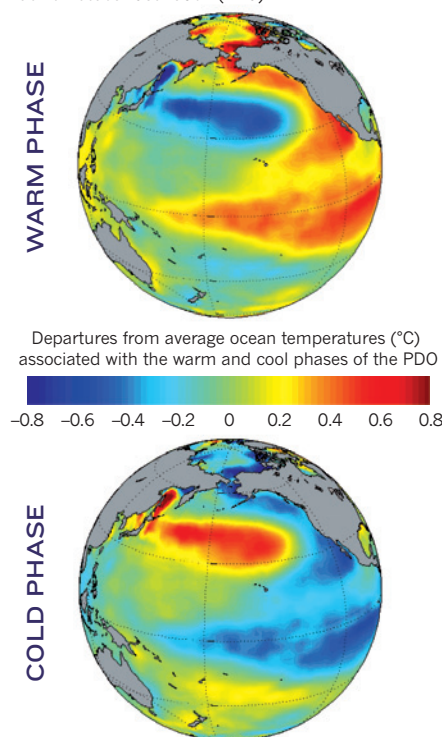 WARM PHASE
Departures from average ocean temperatures (°C)
associated with the warm and cool phases of the PDO
–0.8 –0.6 –0.4 –0.2 0 0.2 0.4 0.6 0.8
COLD PHASE